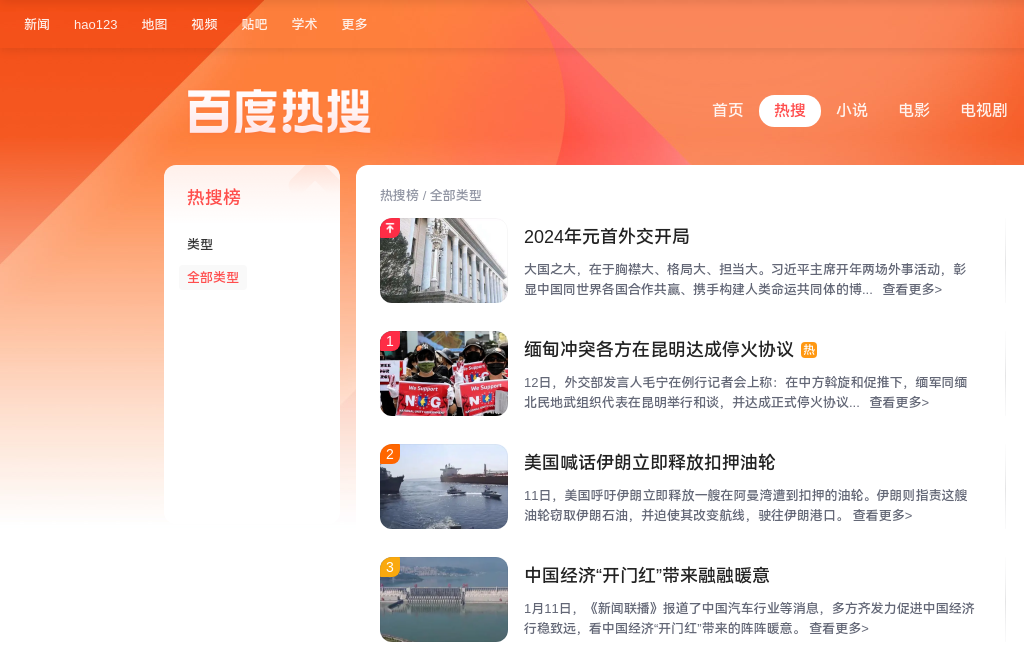 新闻 hao123 地图 视频 贴吧 学术 更多
百度热搜
首页 热搜 小说 电影 电视剧
热搜榜
类型
全部类型
热搜榜 / 全部类型
2024年元首外交开局
大国之大，在于胸襟大、格局大、担当大。习近平主席开年两场外事活动，彰
显中国同世界各国合作共赢、携手构建人类命运共同体的博... 查看更多>
1
We Support
We Support
缅甸冲突各方在昆明达成停火协议 热
12日，外交部发言人毛宁在例行记者会上称：在中方斡旋和促推下，缅军同缅
北民地武组织代表在昆明举行和谈，并达成正式停火协议... 查看更多>
2
美国喊话伊朗立即释放扣押油轮
11日，美国呼吁伊朗立即释放一艘在阿曼湾遭到扣押的油轮。伊朗则指责这艘
油轮窃取伊朗石油，并迫使其改变航线，驶往伊朗港口。 查看更多>
3
中国经济“开门红”带来融融暖意
1月11日，《新闻联播》报道了中国汽车行业等消息，多方齐发力促进中国经济
行稳致远，看中国经济“开门红”带来的阵阵暖意。 查看更多>